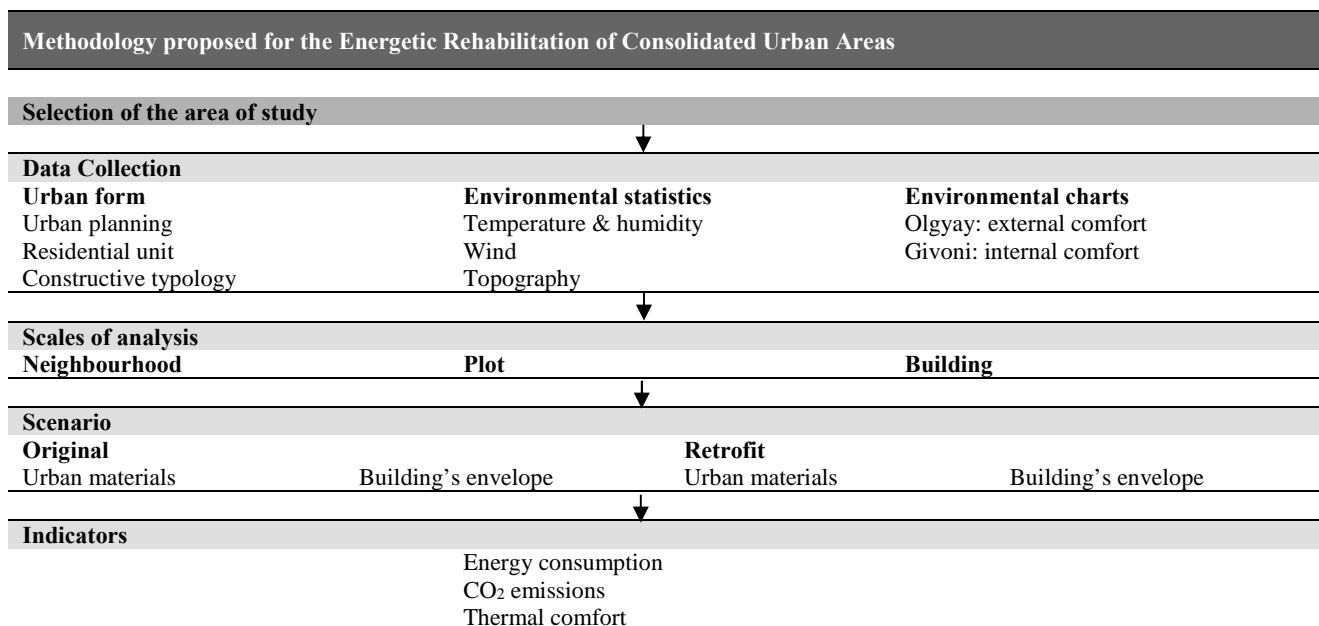 Methodology proposed for the Energetic Rehabilitation of Consolidated Urban Areas
Selection of the area of study
Data Collection
Urban form Environmental statistics Environmental charts
Urban planning Temperature & humidity Olgyay: external comfort
Residential unit Wind Givoni: internal comfort
Constructive typology Topography
Scales of analysis
Neighbourhood Plot Building
Scenario
Original Retrofit
Urban materials Building’s envelope Urban materials Building’s envelope
Indicators
Energy consumption
CO₂ emissions
Thermal comfort